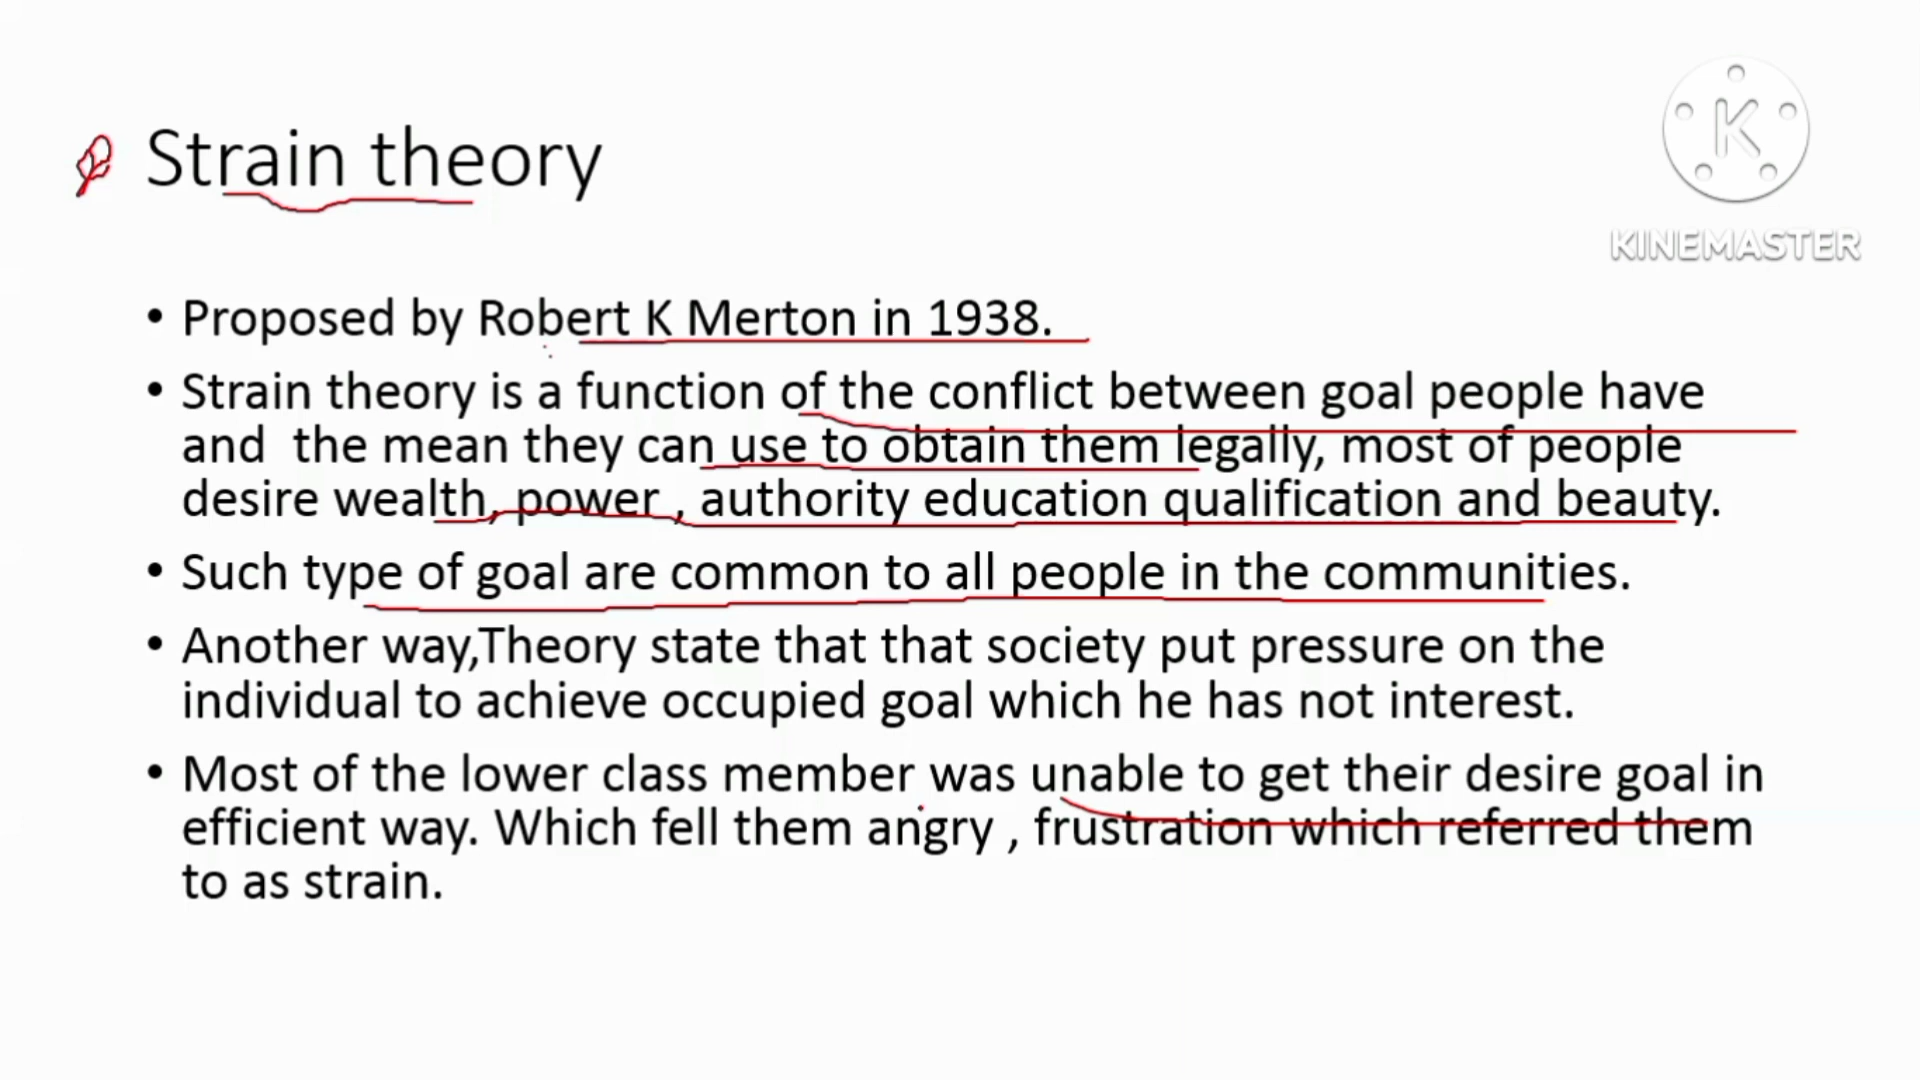 Strain theory
K
KINEMASTER
• Proposed by Robert K Merton in 1938.
• Strain theory is a function of the conflict between goal people have
and the mean they can use to obtain them legally, most of people
desire wealth, power , authority education qualification and beauty.
• Such type of goal are common to all people in the communities.
• Another way,Theory state that that society put pressure on the
individual to achieve occupied goal which he has not interest.
• Most of the lower class member was unable to get their desire goal in
efficient way. Which fell them angry , frustration which referred them
to as strain.